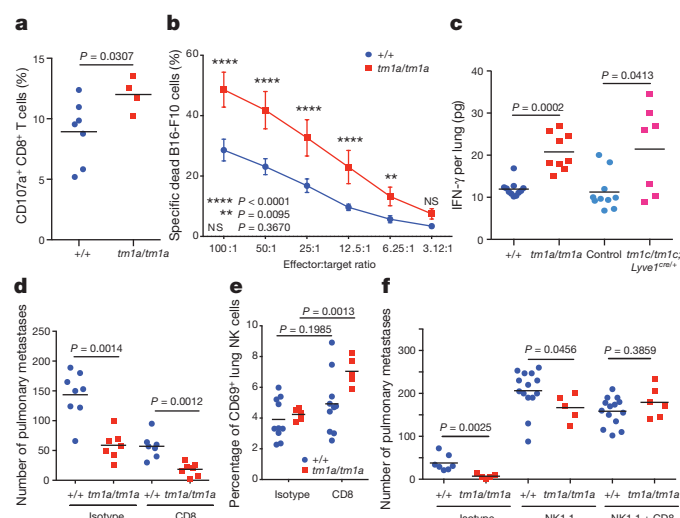 a
CD107a+ CD8+ T cells (%)
15
10
5
0
P = 0.0307
+/+
tm1a/tm1a
b
Specific dead B16-F10 cells (%)
60
40
20
+/+
tm1a/tm1a
****
****
****
****
**
NS
**** P < 0.0001
** P = 0.0095
NS P = 0.3670
100:1
50:1
25:1
12.5:1
6.25:1
3.12:1
Effector:target ratio
c
IFN-γ per lung (pg)
40
30
20
10
0
P = 0.0002
P = 0.0413
+/+
tm1a/tm1a
Control
tm1c/tm1c;
Lyve1cre/+
d
Number of pulmonary metastases
250
200
150
100
50
0
P = 0.0014
P = 0.0012
+/+
tm1a/tm1a
+/+
tm1a/tm1a
Isotype
CD8
e
Percentage of CD69+ lung NK cells
10
8
6
4
2
0
P = 0.0013
P = 0.1985
+/+
tm1a/tm1a
Isotype
CD8
f
Number of pulmonary metastases
300
200
150
100
50
0
P = 0.0025
P = 0.0456
P = 0.3859
+/+
tm1a/tm1a
+/+
tm1a/tm1a
+/+
tm1a/tm1a
Isotype
NK1.1
NK1.1 + CD8